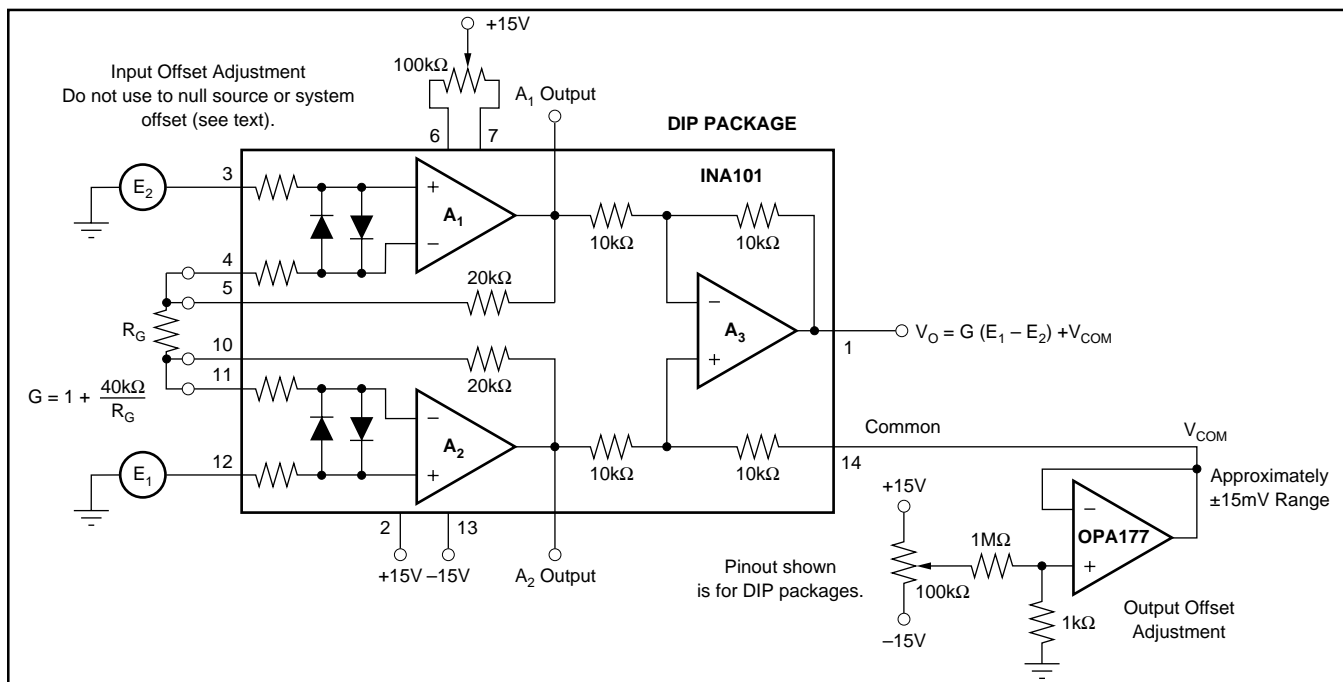 +15V
100kΩ
Input Offset Adjustment
Do not use to null source or system
offset (see text).
A1 Output
6
7
DIP PACKAGE
INA101
E2
3
+
A1
−
10kΩ
10kΩ
4
5
20kΩ
RG
−
A3
+
1
VO = G (E1 – E2) +VCOM
10
20kΩ
11
G = 1 + 40kΩ
RG
−
A2
+
E1
12
10kΩ
10kΩ
Common
14
VCOM
Approximately
±15mV Range
2
13
+15V
–15V
A2 Output
Pinout shown
is for DIP packages.
+15V
100kΩ
–15V
1MΩ
1kΩ
−
OPA177
+
Output Offset
Adjustment